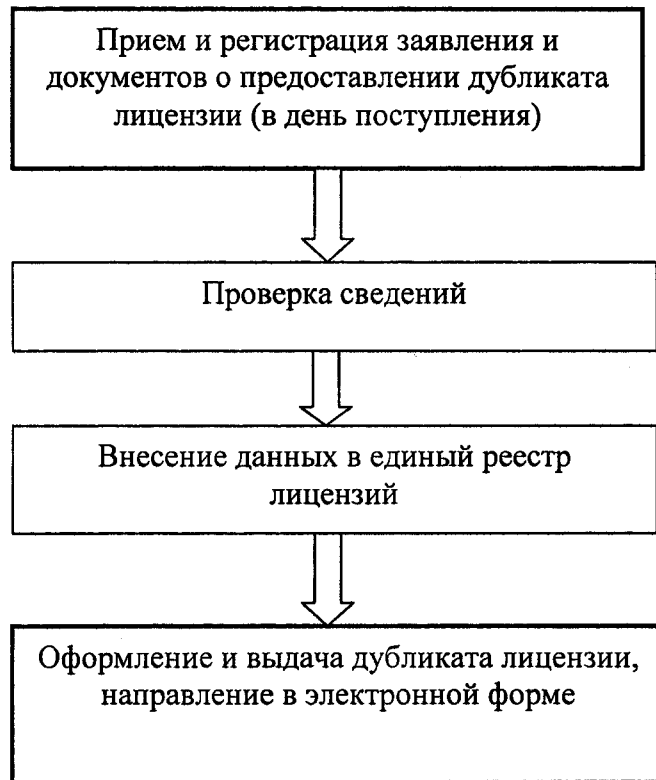 Прием и регистрация заявления и
документов о предоставлении дубликата
лицензии (в день поступления)
Проверка сведений
Внесение данных в единый реестр
лицензий
Оформление и выдача дубликата лицензии,
направление в электронной форме